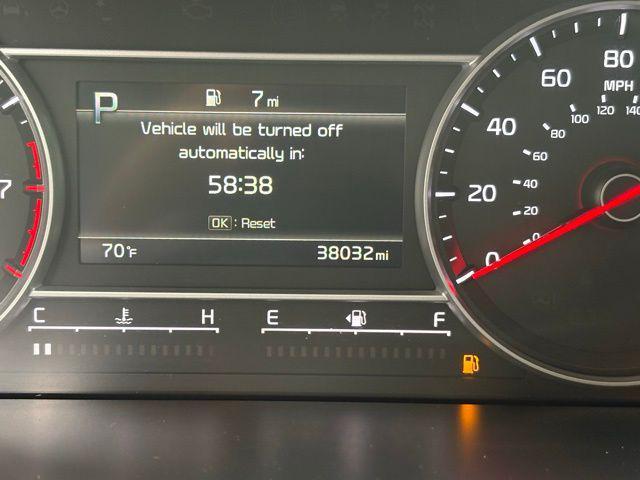 P
7 mi
Vehicle will be turned off
automatically in:
58:38
OK : Reset
70°F
38032 mi
C H
E F
7
0 20 40 60 80
MPH
0 20 40 60 80 100 120 140